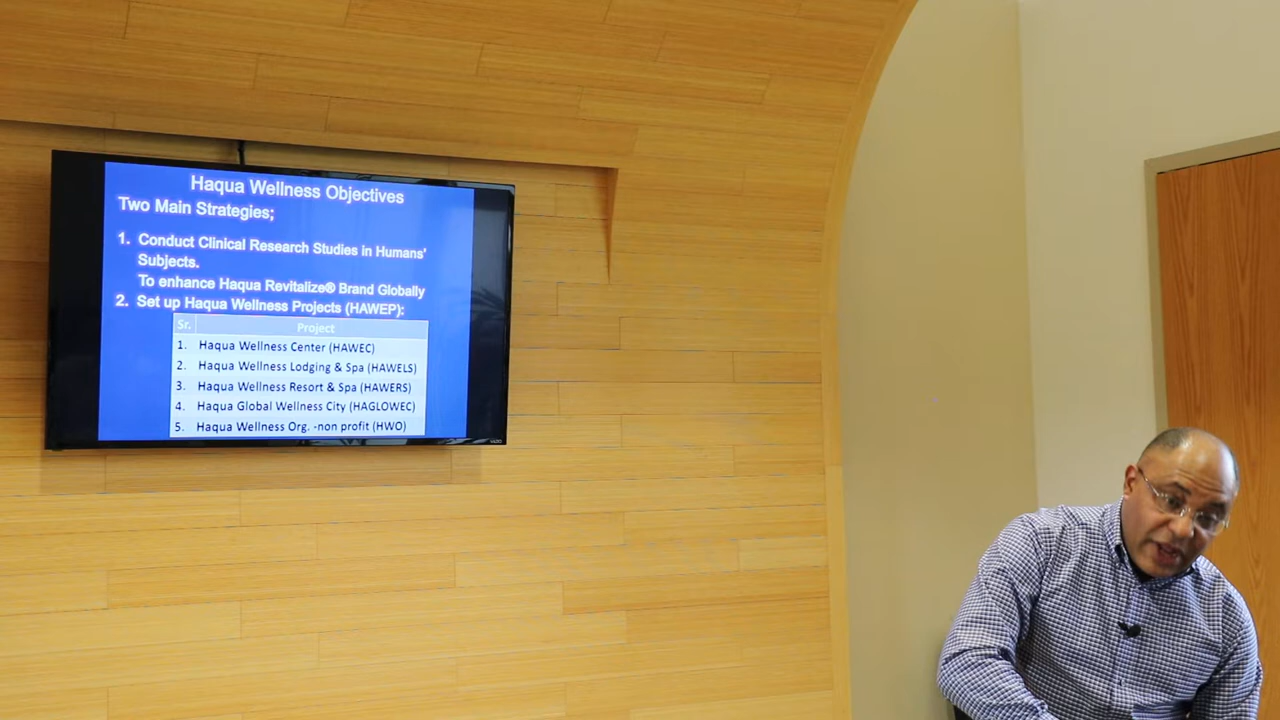 Haqua Wellness Objectives
Two Main Strategies;
1. Conduct Clinical Research Studies in Humans'
Subjects.
To enhance Haqua Revitalize® Brand Globally
2. Set up Haqua Wellness Projects (HAWEP):
Sr. Project
1. Haqua Wellness Center (HAWEC)
2. Haqua Wellness Lodging & Spa (HAWELS)
3. Haqua Wellness Resort & Spa (HAWERS)
4. Haqua Global Wellness City (HAGLOWEC)
5. Haqua Wellness Org. -non profit (HWO)
VIZIO